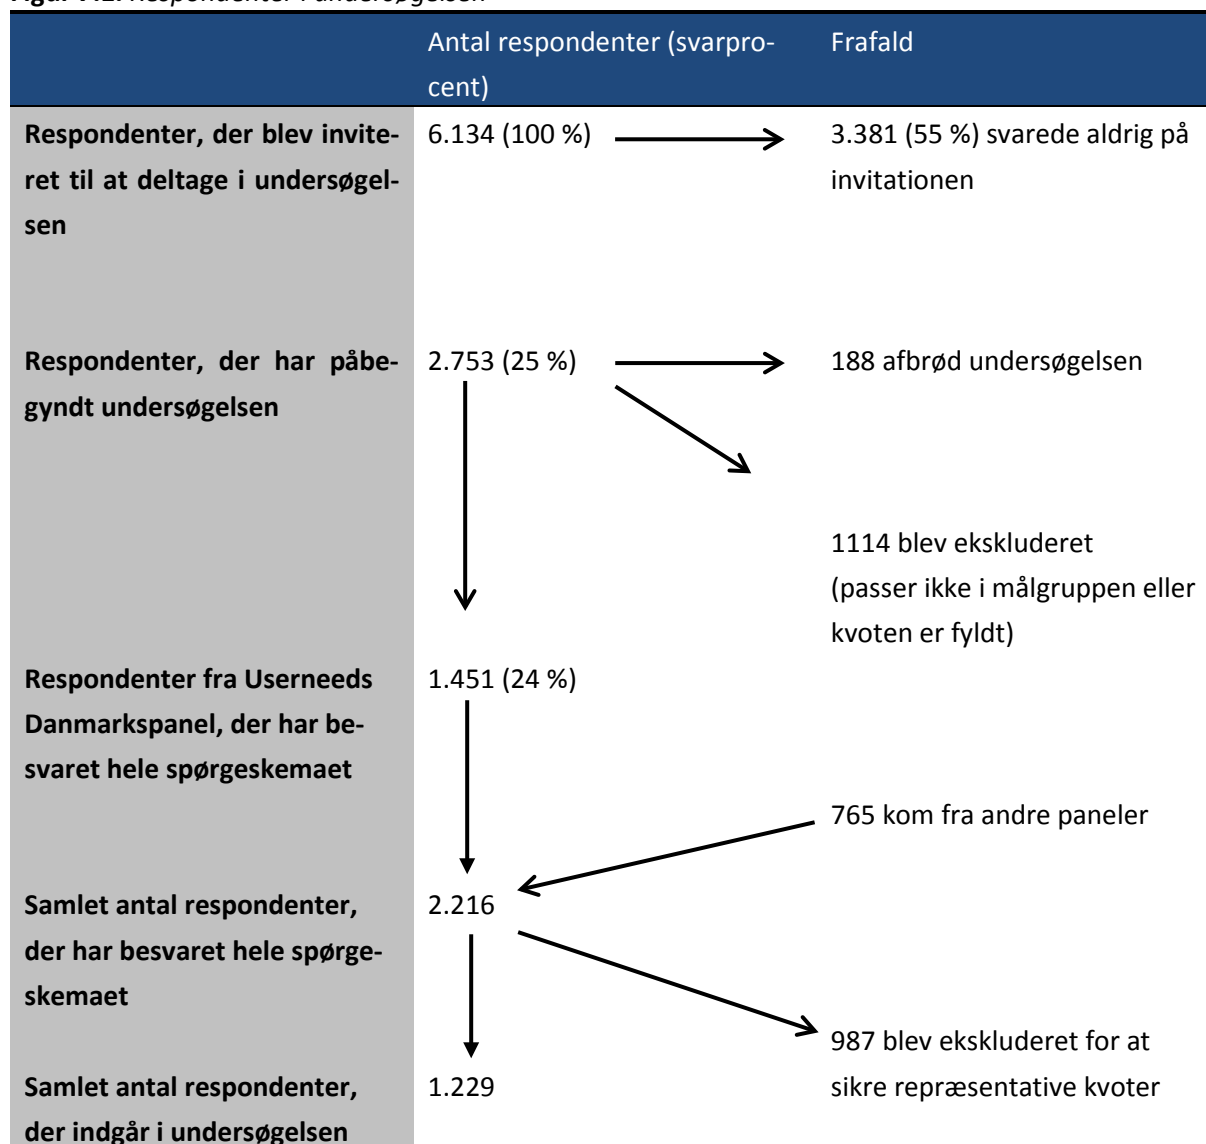 Antal respondenter (svarpro-
cent)
Frafald
Respondenter, der blev invite-
ret til at deltage i undersøgel-
sen
6.134 (100 %)
3.381 (55 %) svarede aldrig på
invitationen
Respondenter, der har påbe-
gyndt undersøgelsen
2.753 (25 %)
188 afbrød undersøgelsen
1114 blev ekskluderet
(passer ikke i målgruppen eller
kvoten er fyldt)
Respondenter fra Userneeds
Danmarkspanel, der har be-
svaret hele spørgeskemaet
1.451 (24 %)
765 kom fra andre paneler
Samlet antal respondenter,
der har besvaret hele spørge-
skemaet
2.216
987 blev ekskluderet for at
sikre repræsentative kvoter
Samlet antal respondenter,
der indgår i undersøgelsen
1.229